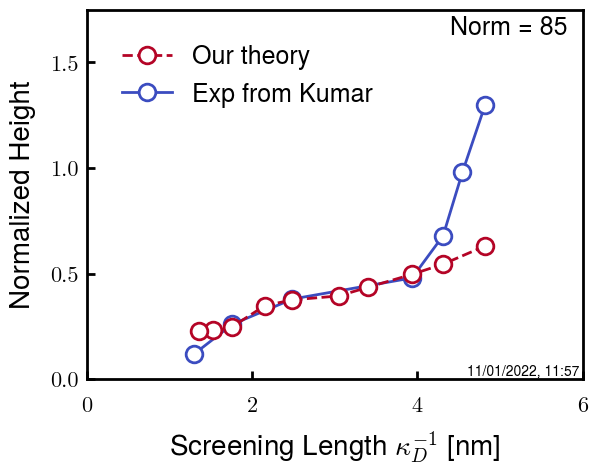 Norm = 85
Our theory
Exp from Kumar
Normalized Height
1.5
1.0
0.5
0.0
11/01/2022, 11:57
0 2 4 6
Screening Length κ_D^{-1} [nm]